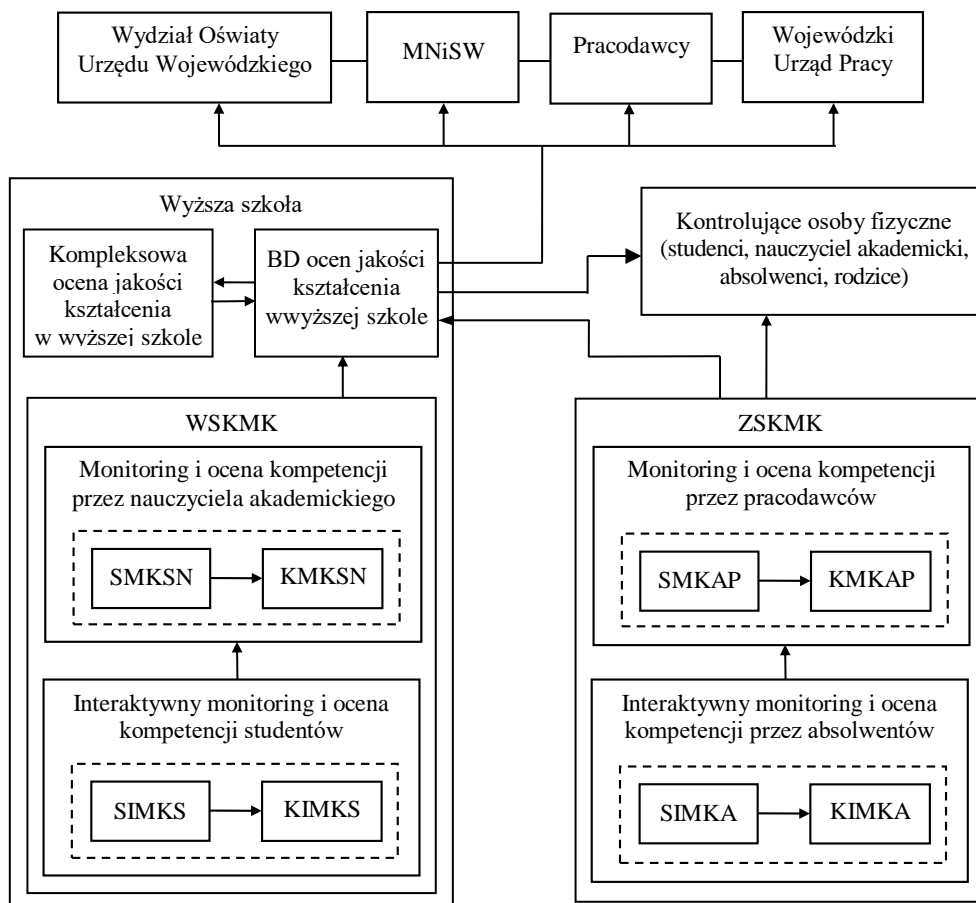 Wydział Oświaty
Urzędu Wojewódzkiego
MNiSW
Pracodawcy
Wojewódzki
Urząd Pracy
Wyższa szkoła
Kompleksowa
ocena jakości
kształcenia
w wyższej szkole
BD ocen jakości
kształcenia
wwyższej szkole
Kontrolujące osoby fizyczne
(studenci, nauczyciel akademicki,
absolwenci, rodzice)
WSKMK
Monitoring i ocena kompetencji
przez nauczyciela akademickiego
SMKSN
KMKSN
Interaktywny monitoring i ocena
kompetencji studentów
SIMKS
KIMKS
ZSKMK
Monitoring i ocena kompetencji
przez pracodawców
SMKAP
KMKAP
Interaktywny monitoring i ocena
kompetencji przez absolwentów
SIMKA
KIMKA